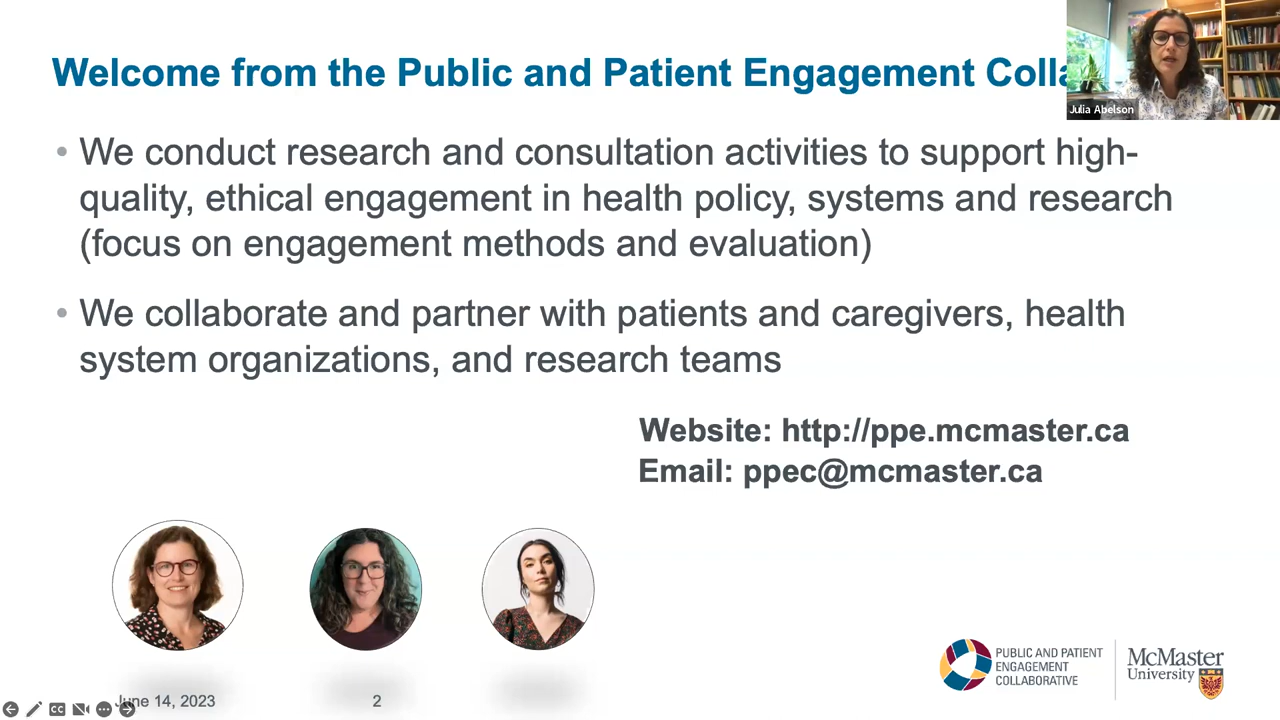 Welcome from the Public and Patient Engagement Colla
Julia Abelson
• We conduct research and consultation activities to support high-
quality, ethical engagement in health policy, systems and research
(focus on engagement methods and evaluation)
• We collaborate and partner with patients and caregivers, health
system organizations, and research teams
Website: http://ppe.mcmaster.ca
Email: ppec@mcmaster.ca
PUBLIC AND PATIENT
ENGAGEMENT
COLLABORATIVE
McMaster
University
June 14, 2023
2
CC